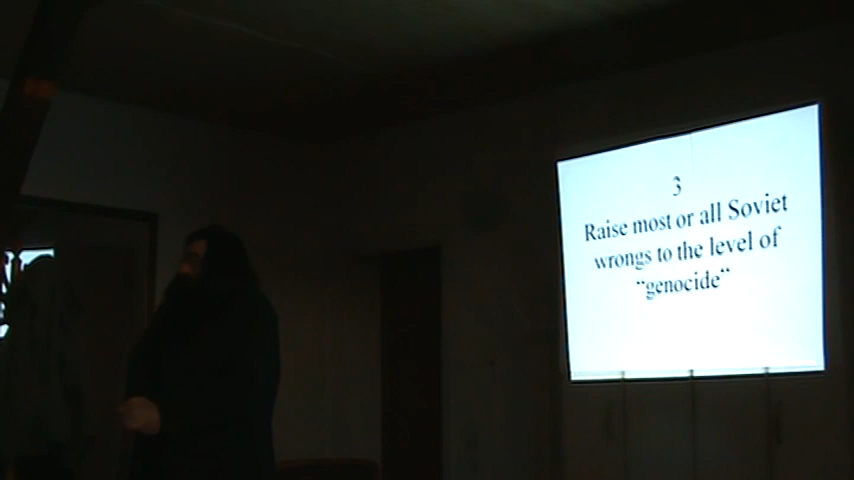 3
Raise most or all Soviet
wrongs to the level of
“genocide“